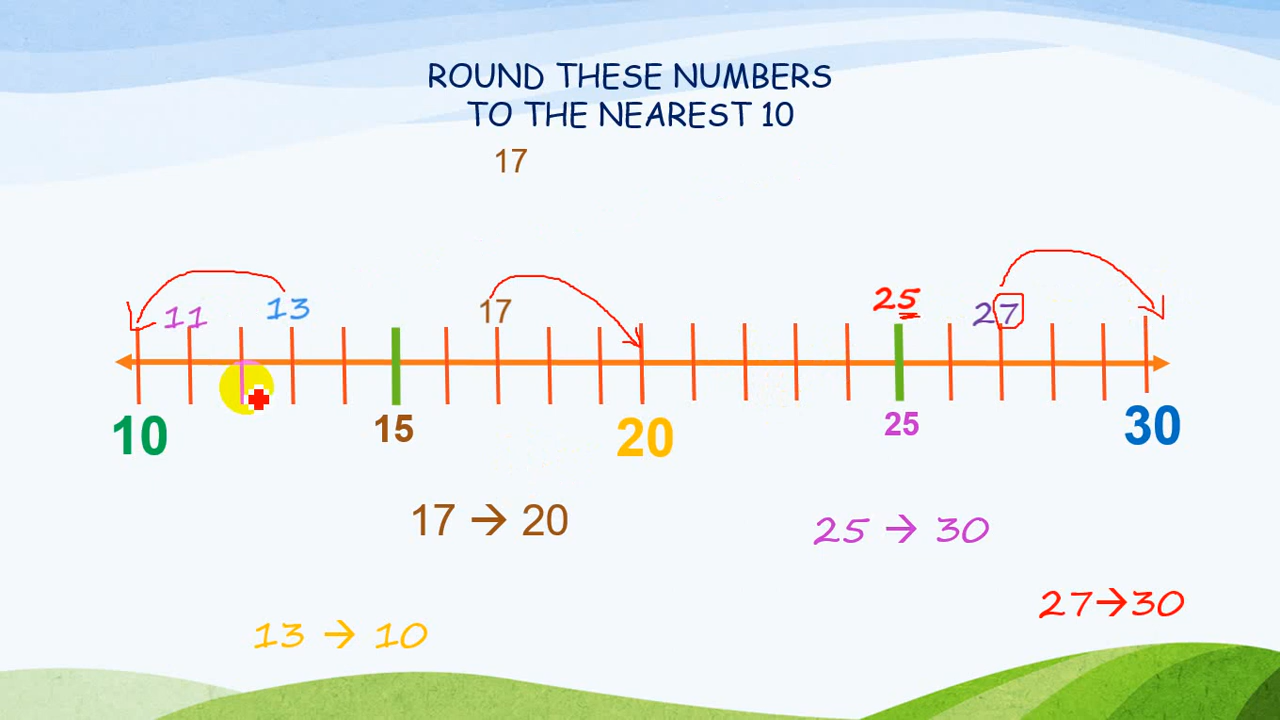 ROUND THESE NUMBERS
TO THE NEAREST 10
17
11 13 17 25 27
10 15 20 25 30
17 → 20
25 → 30
27→30
13 → 10